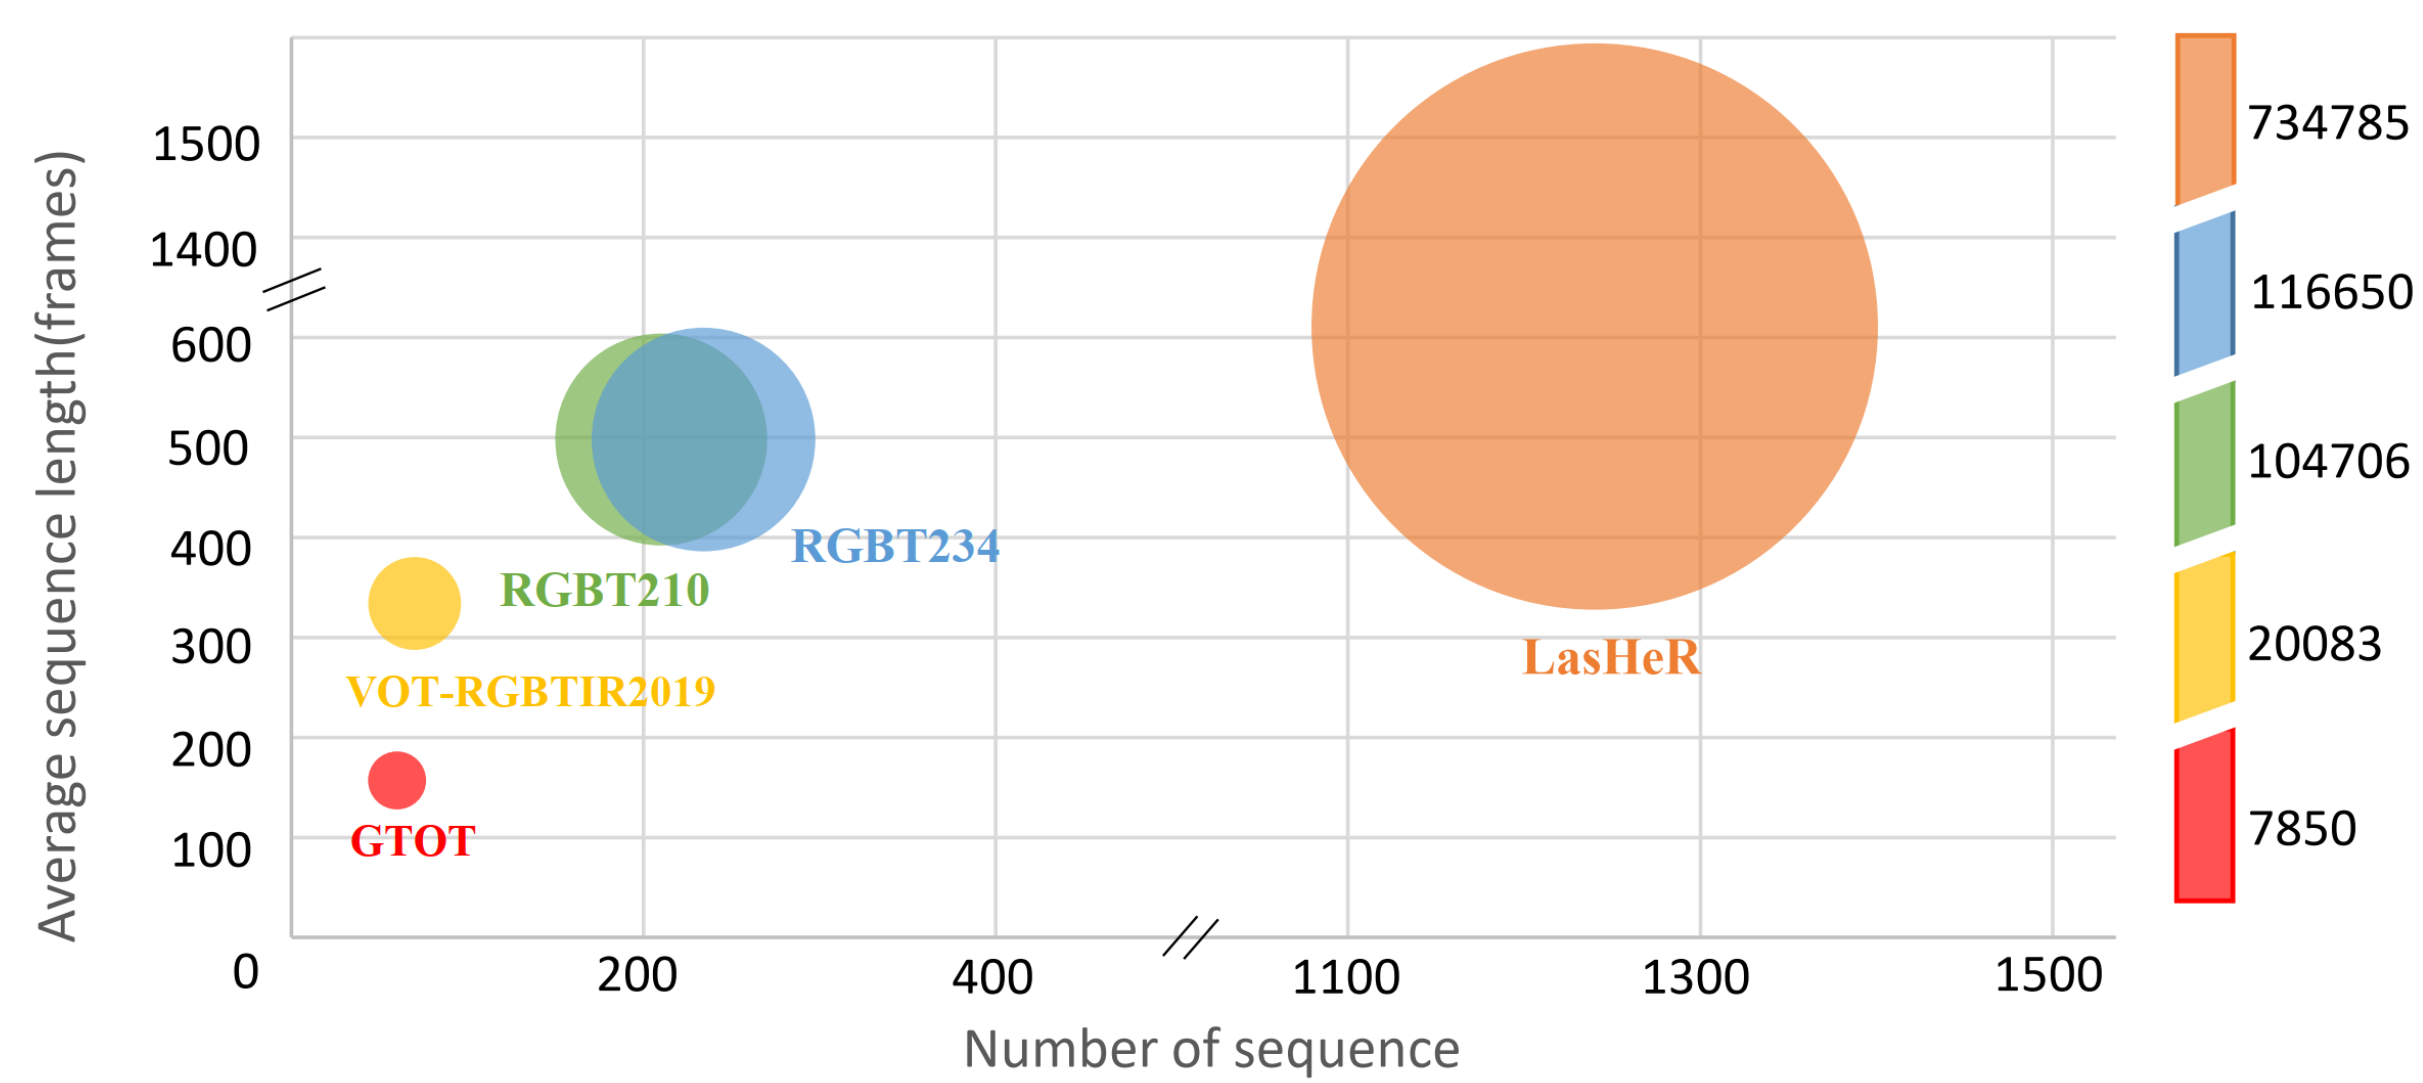 Average sequence length(frames)
1500
1400
600
500
400
300
200
100
0
200
400
1100
1300
1500
Number of sequence
RGBT234
RGBT210
VOT-RGBTIR2019
GTOT
LasHeR
734785
116650
104706
20083
7850